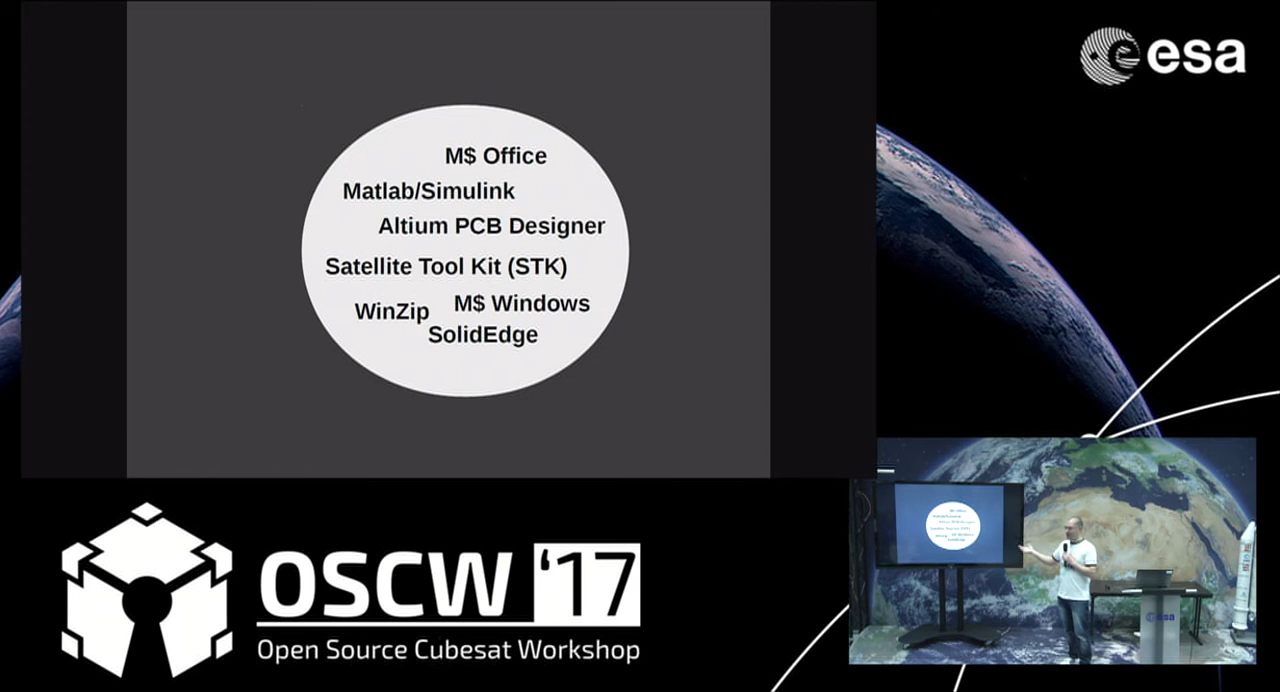 esa
M$ Office
Matlab/Simulink
Altium PCB Designer
Satellite Tool Kit (STK)
WinZip
M$ Windows
SolidEdge
OSCW '17
Open Source Cubesat Workshop
esa